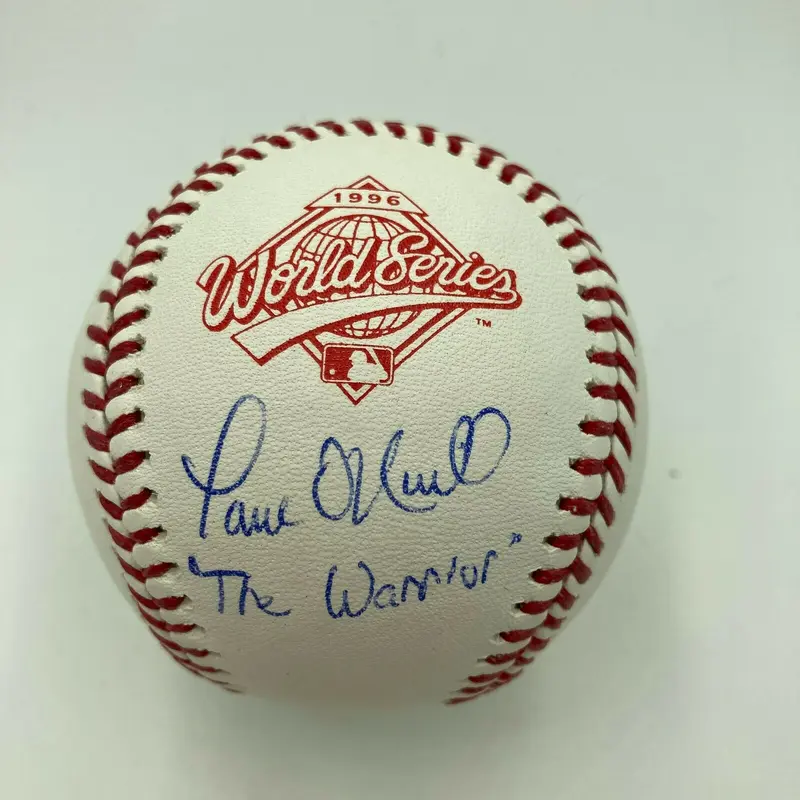 1996
World Series
TM
Paul O'Neill
"The Warrior"